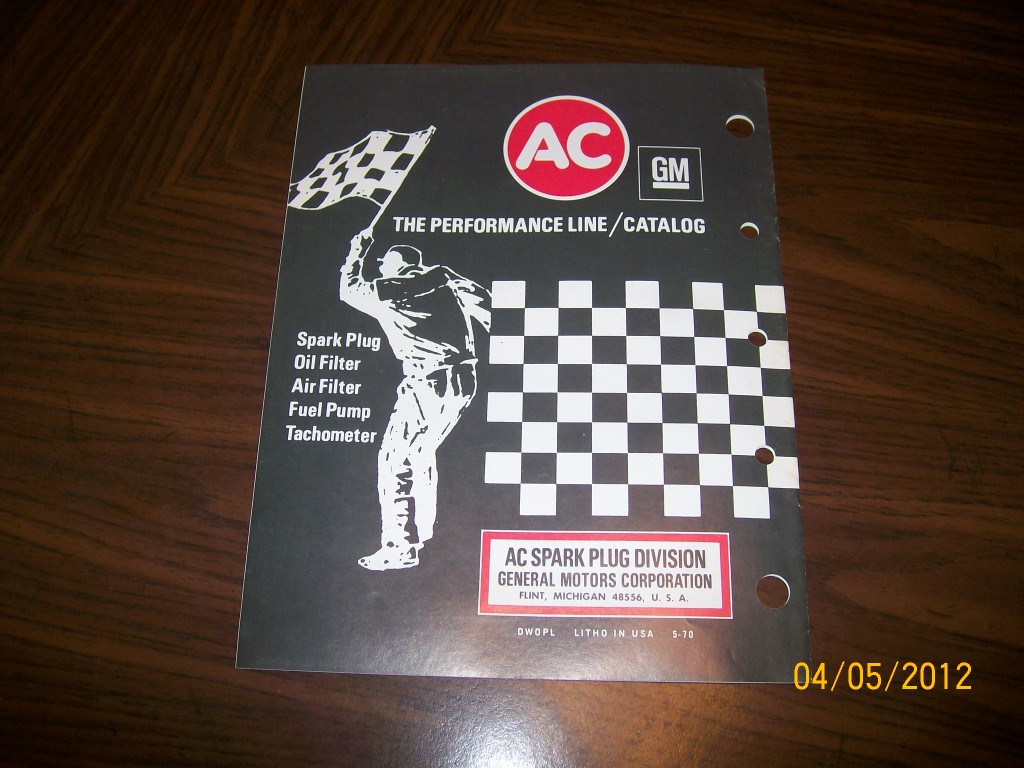 AC
GM
THE PERFORMANCE LINE/CATALOG
Spark Plug
Oil Filter
Air Filter
Fuel Pump
Tachometer
AC SPARK PLUG DIVISION
GENERAL MOTORS CORPORATION
FLINT, MICHIGAN 48556, U. S. A.
DWOPL LITHO IN USA 5-70
04/05/2012